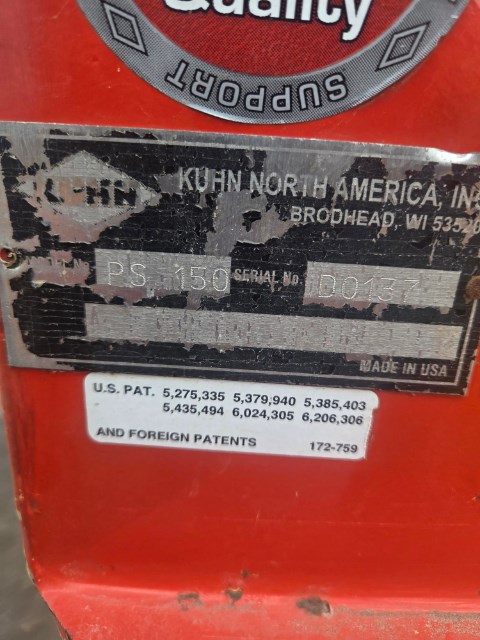 Quality
SUPPORT
KUHN
KUHN NORTH AMERICA, INC
BRODHEAD, WI 53520
PS 150 SERIAL No. D0137
MADE IN USA
U.S. PAT. 5,275,335 5,379,940 5,385,403
5,435,494 6,024,305 6,206,306
AND FOREIGN PATENTS 172-759